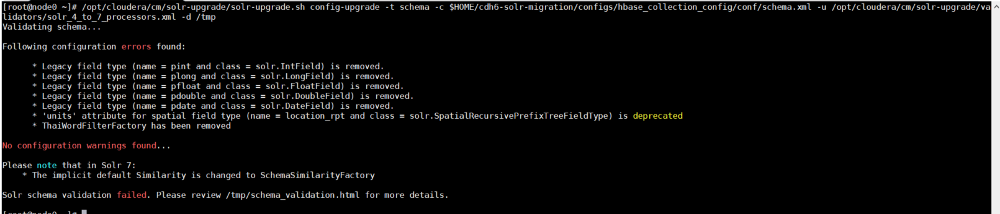 [root@node0 ~]# /opt/cloudera/cm/solr-upgrade/solr-upgrade.sh config-upgrade -t schema -c $HOME/cdh6-solr-migration/configs/hbase_collection_config/conf/schema.xml -u /opt/cloudera/cm/solr-upgrade/va
lidators/solr_4_to_7_processors.xml -d /tmp
Validating schema...
Following configuration errors found:
* Legacy field type (name = pint and class = solr.IntField) is removed.
* Legacy field type (name = plong and class = solr.LongField) is removed.
* Legacy field type (name = pfloat and class = solr.FloatField) is removed.
* Legacy field type (name = pdouble and class = solr.DoubleField) is removed.
* Legacy field type (name = pdate and class = solr.DateField) is removed.
* 'units' attribute for spatial field type (name = location_rpt and class = solr.SpatialRecursivePrefixTreeFieldType) is deprecated
* ThaiWordFilterFactory has been removed
No configuration warnings found...
Please note that in Solr 7:
* The implicit default Similarity is changed to SchemaSimilarityFactory
Solr schema validation failed. Please review /tmp/schema_validation.html for more details.
[root@node0 ~]#